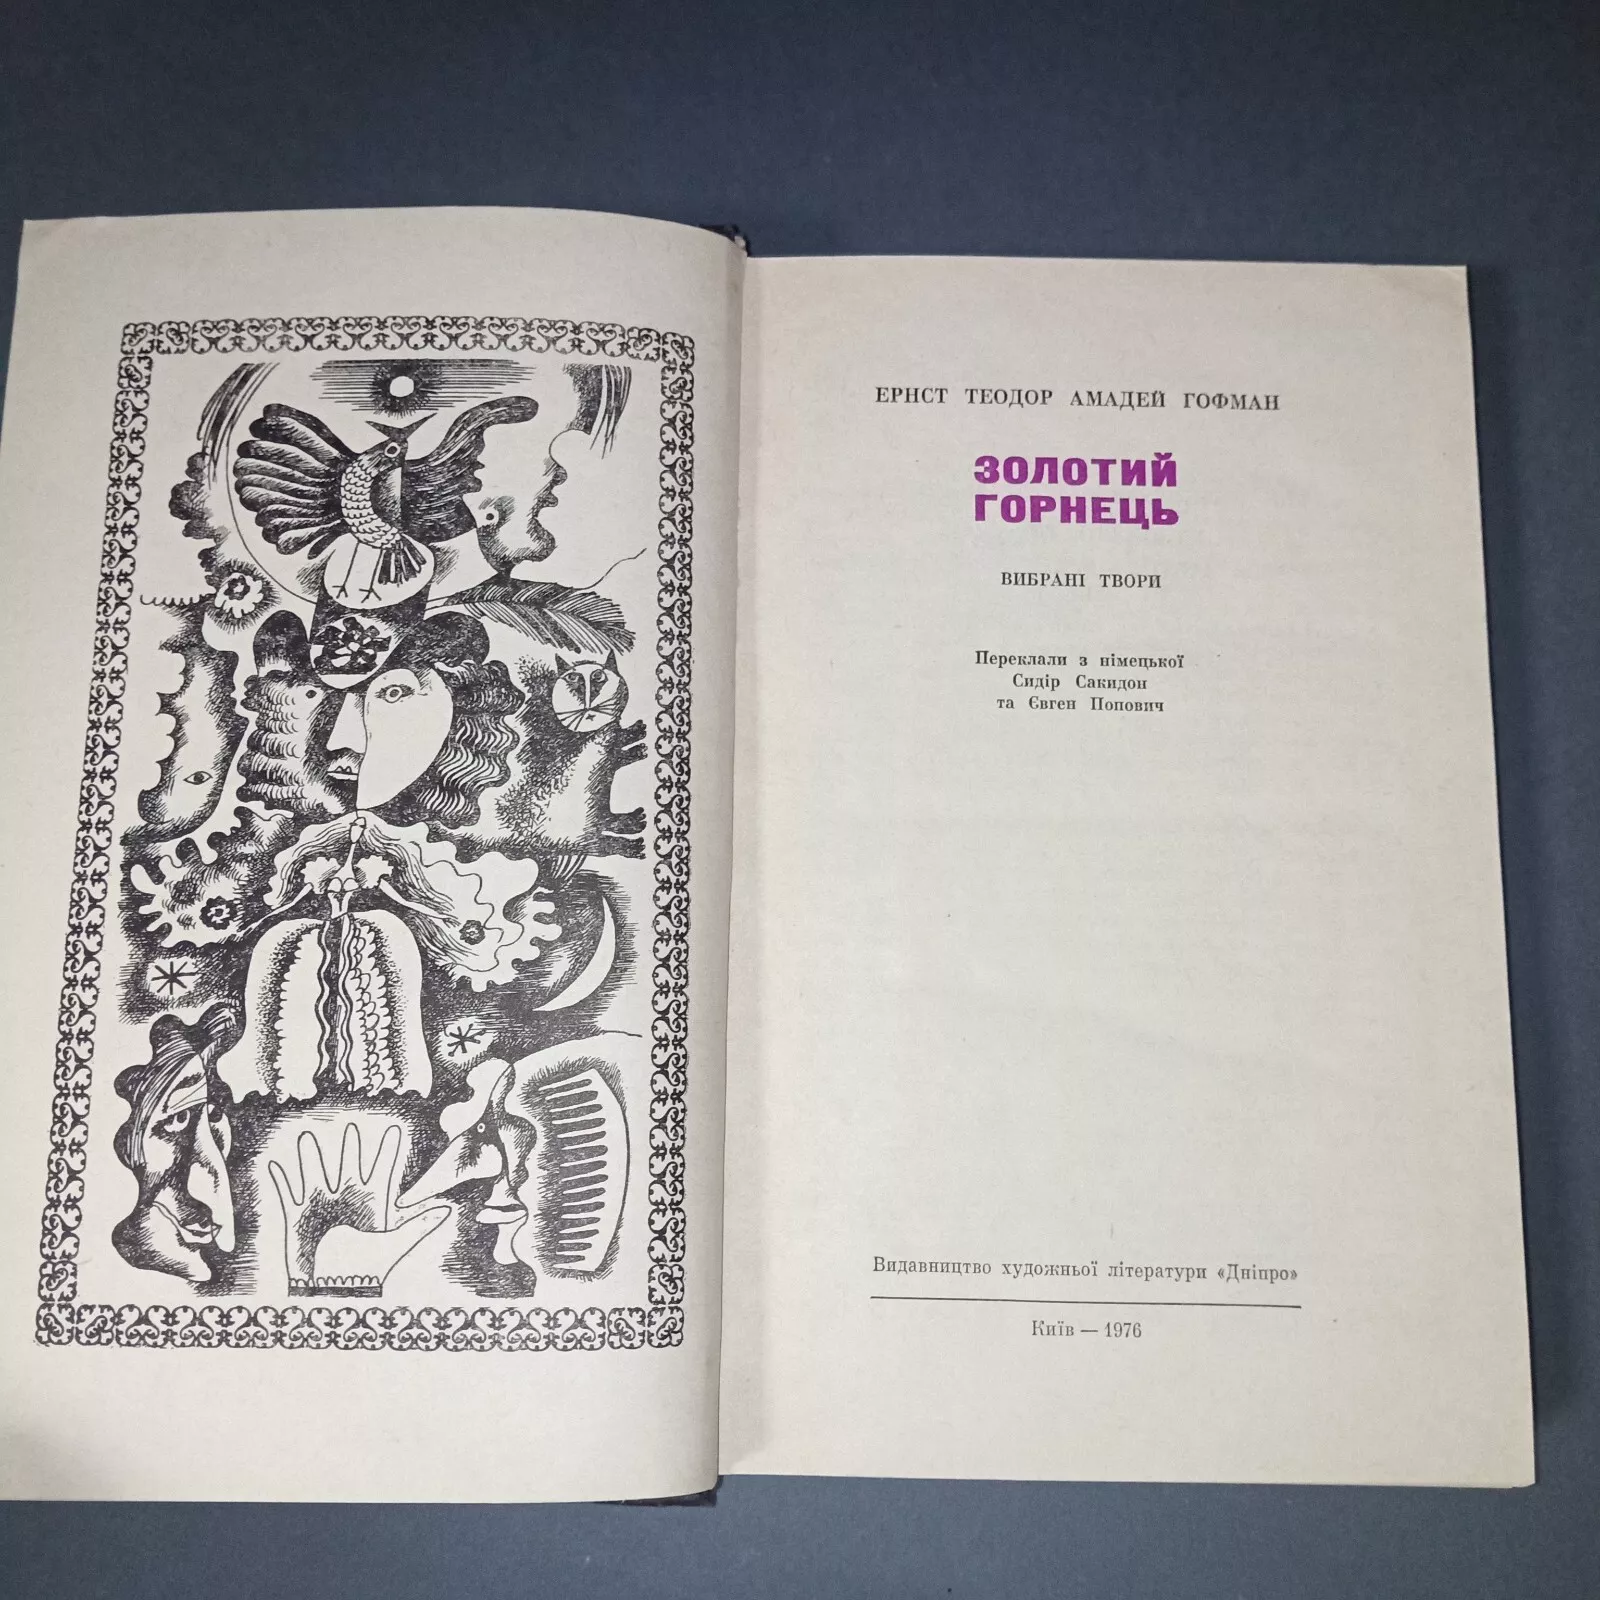 ЕРНСТ ТЕОДОР АМАДЕЙ ГОФМАН
ЗОЛОТИЙ
ГОРНЕЦЬ
ВИБРАНІ ТВОРИ
Переклали з німецької
Сидір Сакидон
та Євген Попович
Видавництво художньої літератури «Дніпро»
Київ — 1976